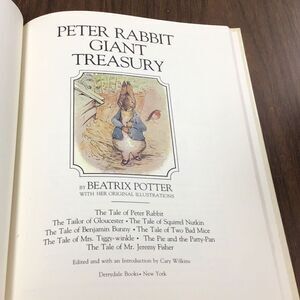 PETER RABBIT
GIANT
TREASURY
BY BEATRIX POTTER
WITH HER ORIGINAL ILLUSTRATIONS
The Tale of Peter Rabbit
The Tailor of Gloucester • The Tale of Squirrel Nutkin
The Tale of Benjamin Bunny • The Tale of Two Bad Mice
The Tale of Mrs. Tiggy-winkle • The Pie and the Patty-Pan
The Tale of Mr. Jeremy Fisher
Edited and with an Introduction by Cary Wilkins
Derrydale Books • New York